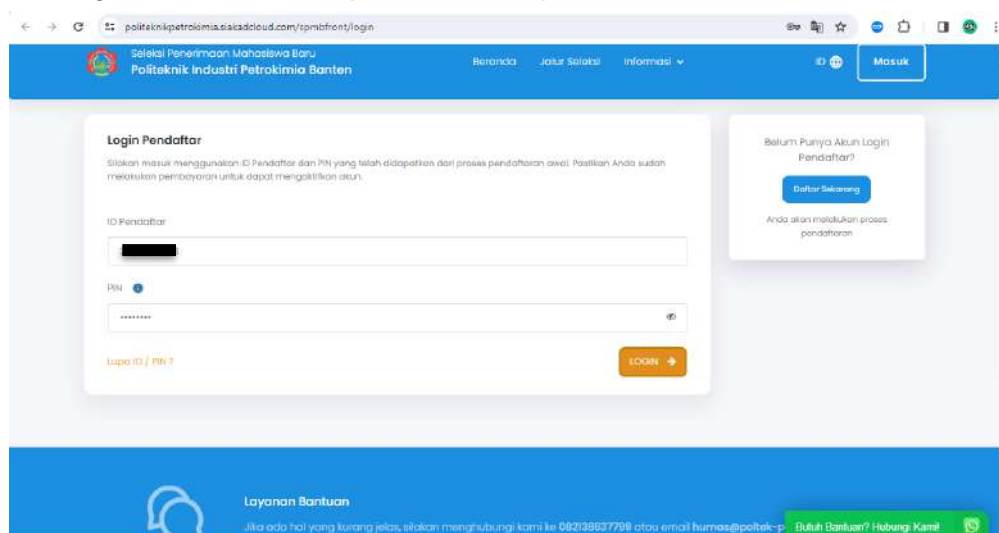 politeknikpetrokimia.siakadcloud.com/spmbfront/login
Seleksi Penerimaan Mahasiswa Baru
Politeknik Industri Petrokimia Banten
Beranda Jalur Seleksi Informasi
ID
Masuk
Login Pendaftar
Silakan masuk menggunakan ID Pendaftar dan PIN yang telah didapatkan dari proses pendaftaran awal. Pastikan Anda sudah
melakukan pembayaran untuk dapat mengaktifkan akun.
ID Pendaftar
PIN
••••••••
Lupa ID / PIN ?
LOGIN
Belum Punya Akun Login
Pendaftar?
Daftar Sekarang
Anda akan melakukan proses
pendaftaran
Layanan Bantuan
Jika ada hal yang kurang jelas, silakan menghubungi kami ke 082138637799 atau email humas@poltek-p
Butuh Bantuan? Hubungi Kami!